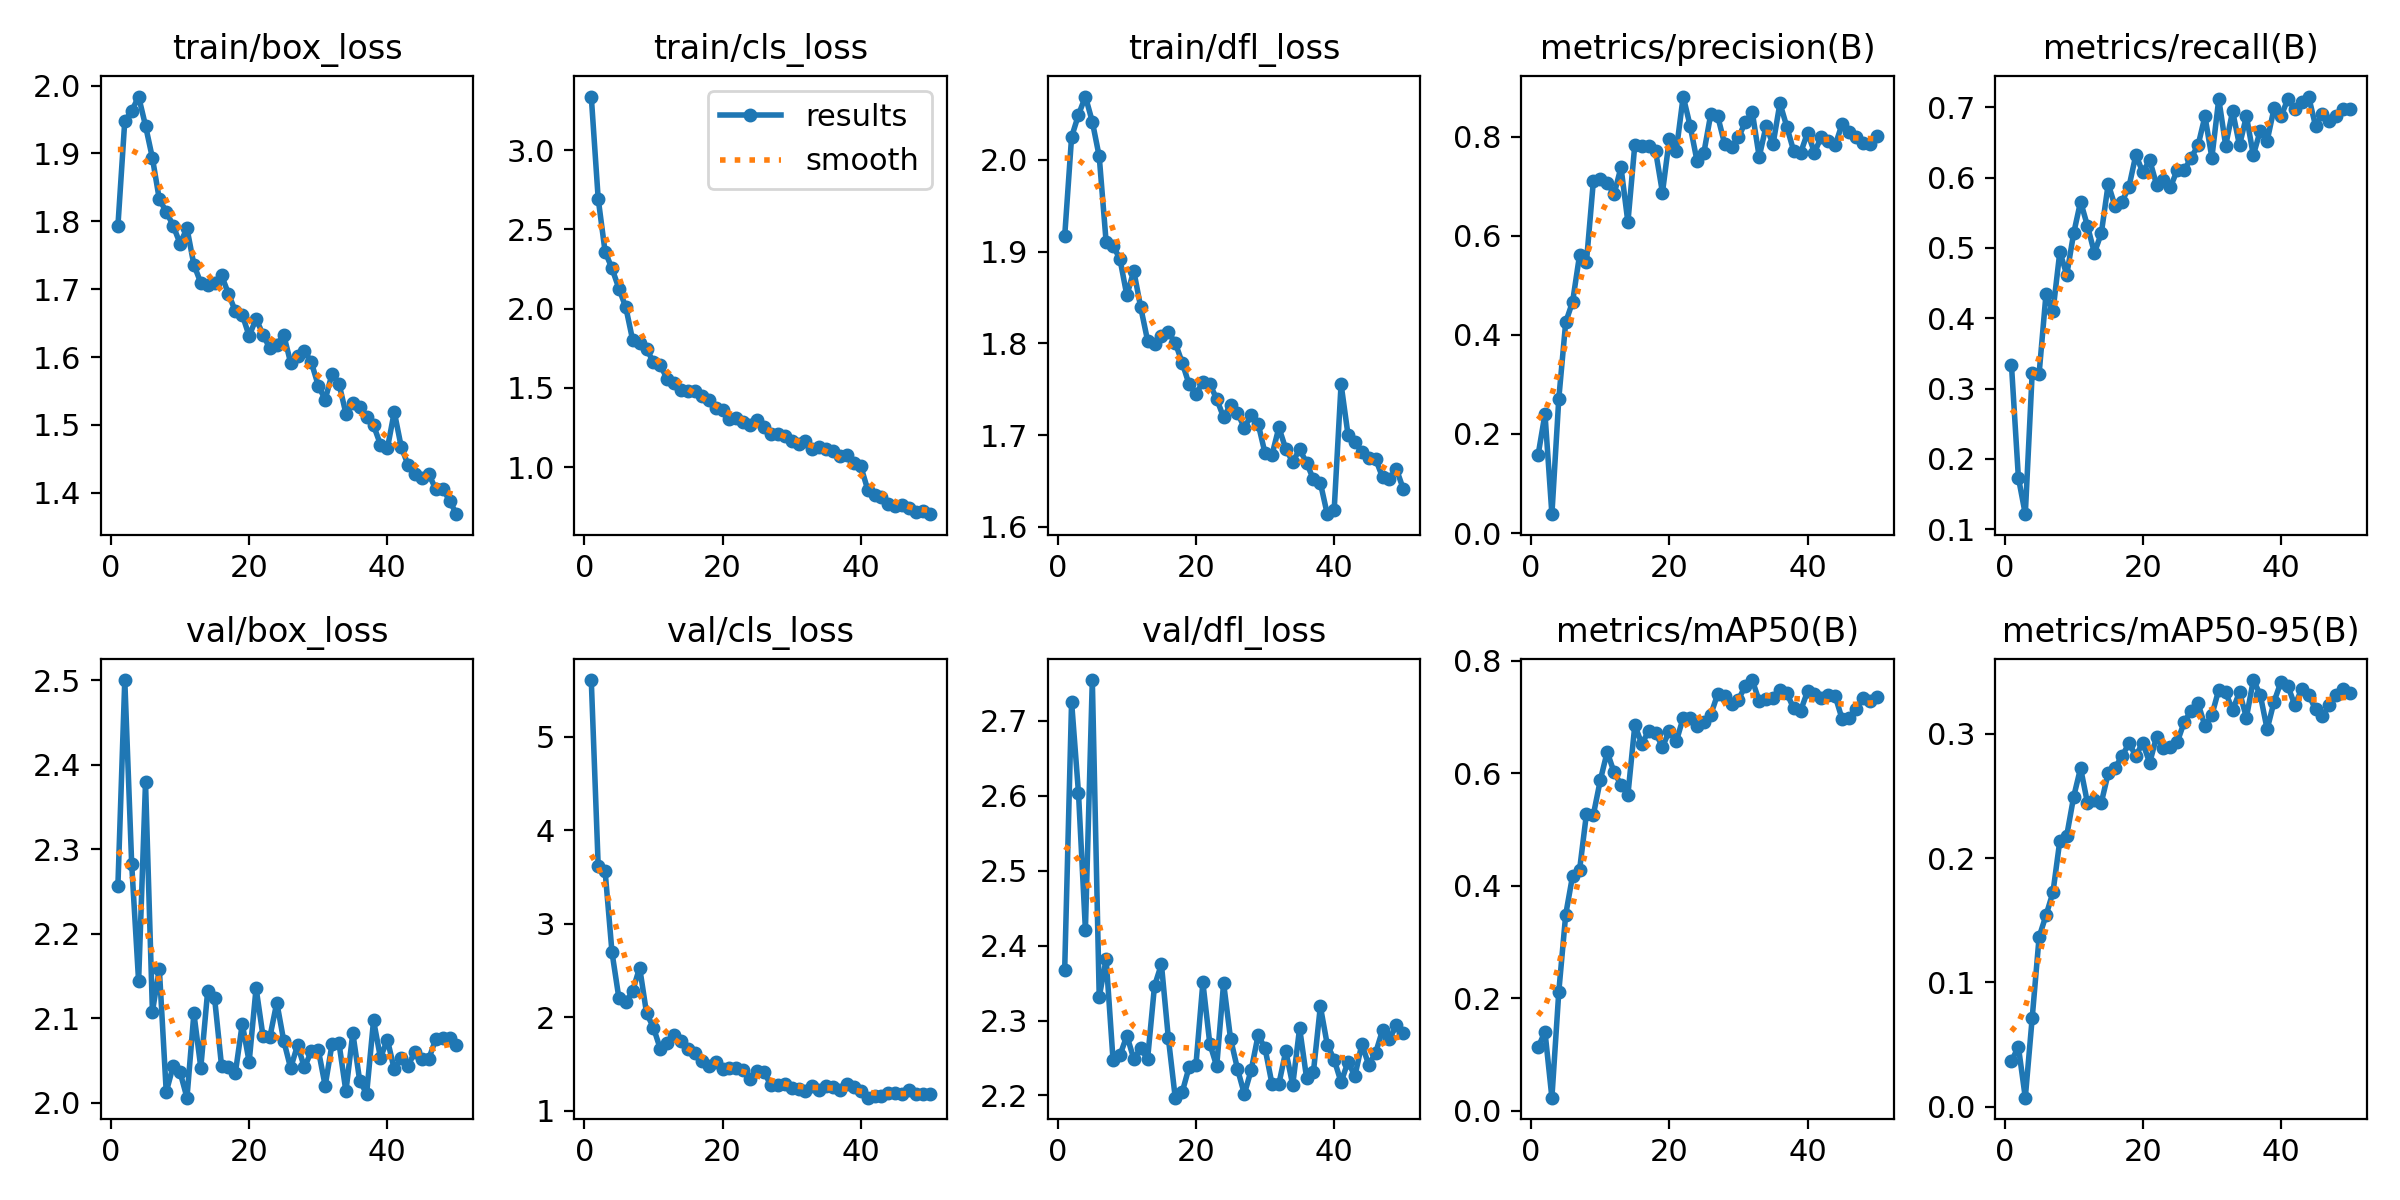 train/box_loss
2.0
1.9
1.8
1.7
1.6
1.5
1.4
0 20 40
train/cls_loss
results
smooth
3.0
2.5
2.0
1.5
1.0
0 20 40
train/dfl_loss
2.0
1.9
1.8
1.7
1.6
0 20 40
metrics/precision(B)
0.8
0.6
0.4
0.2
0.0
0 20 40
metrics/recall(B)
0.7
0.6
0.5
0.4
0.3
0.2
0.1
0 20 40
val/box_loss
2.5
2.4
2.3
2.2
2.1
2.0
0 20 40
val/cls_loss
5
4
3
2
1
0 20 40
val/dfl_loss
2.7
2.6
2.5
2.4
2.3
2.2
0 20 40
metrics/mAP50(B)
0.8
0.6
0.4
0.2
0.0
0 20 40
metrics/mAP50-95(B)
0.3
0.2
0.1
0.0
0 20 40